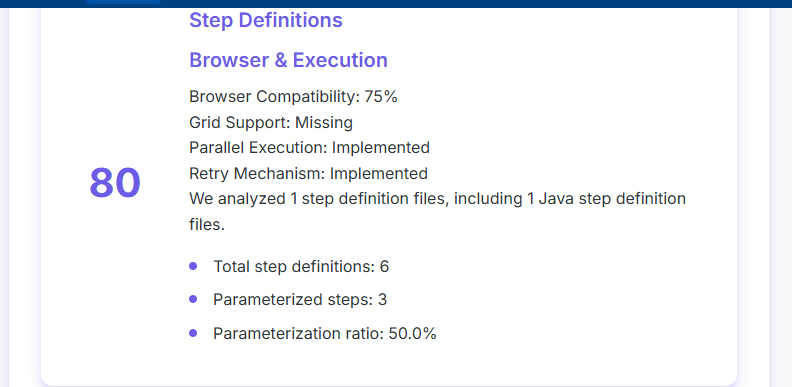 Step Definitions
Browser & Execution
Browser Compatibility: 75%
Grid Support: Missing
Parallel Execution: Implemented
Retry Mechanism: Implemented
80
We analyzed 1 step definition files, including 1 Java step definition
files.
Total step definitions: 6
Parameterized steps: 3
Parameterization ratio: 50.0%